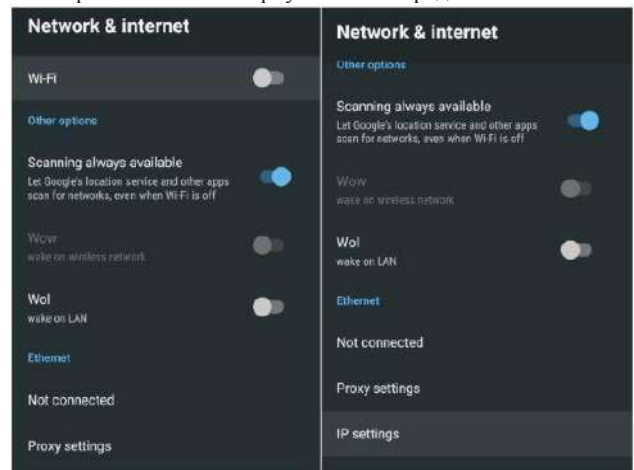 Network & internet
Wi-Fi
Other options
Scanning always available
Let Google's location service and other apps
scan for networks, even when Wi-Fi is off
Wow
wake on wireless network
Wol
wake on LAN
Ethernet
Not connected
Proxy settings
Network & internet
Other options
Scanning always available
Let Google's location service and other apps
scan for networks, even when Wi-Fi is off
Wow
wake on wireless network
Wol
wake on LAN
Ethernet
Not connected
Proxy settings
IP settings